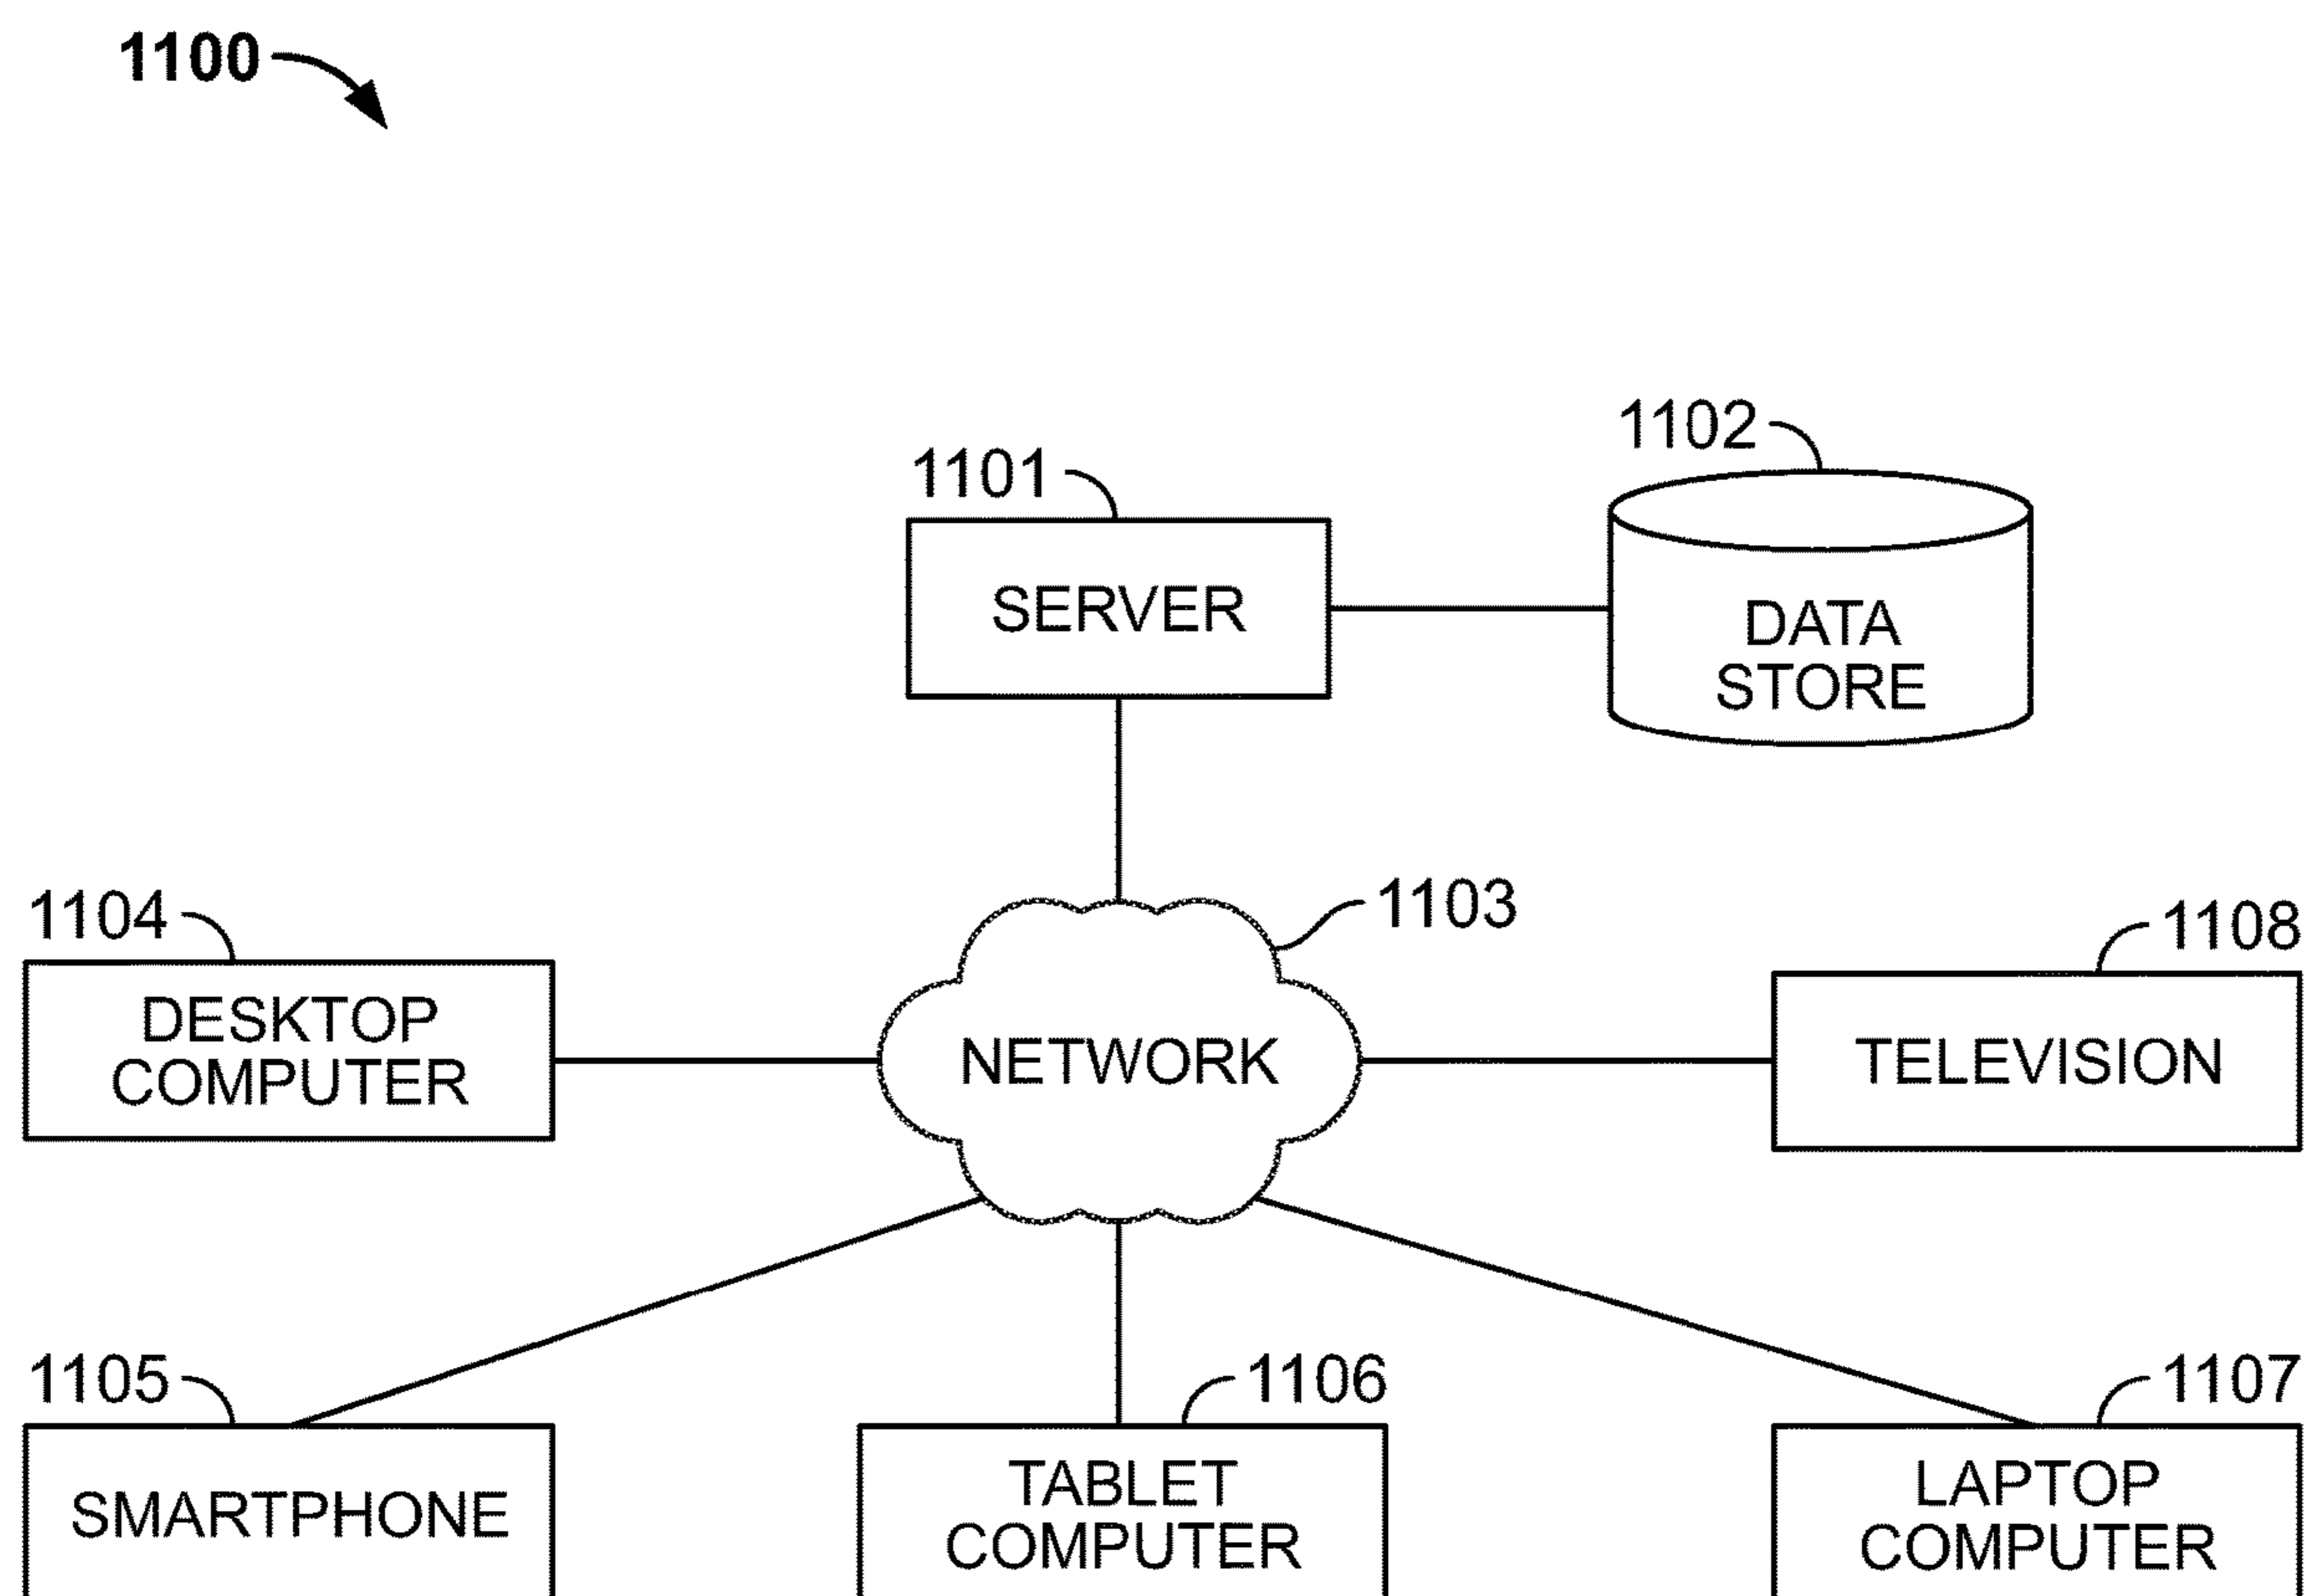 1100
1102
1101
SERVER
DATA
STORE
1103
1104
1108
DESKTOP
COMPUTER
NETWORK
TELEVISION
1105
1106
1107
SMARTPHONE
TABLET
COMPUTER
LAPTOP
COMPUTER